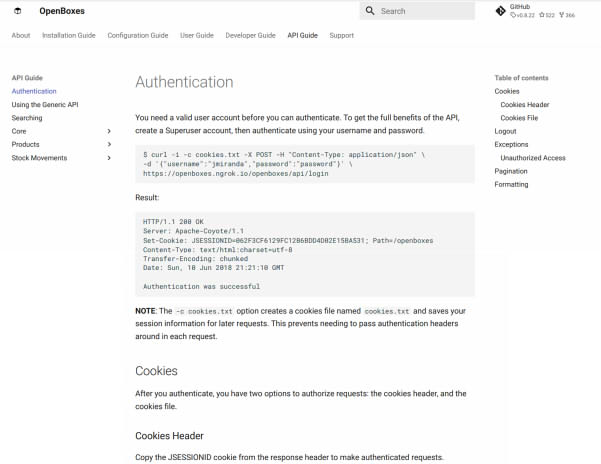 OpenBoxes
Search
GitHub
v0.8.22 522 366
About Installation Guide Configuration Guide User Guide Developer Guide API Guide Support
API Guide
Authentication
Using the Generic API
Searching
Core
Products
Stock Movements
Authentication
You need a valid user account before you can authenticate. To get the full benefits of the API,
create a Superuser account, then authenticate using your username and password.
$ curl -i -c cookies.txt -X POST -H "Content-Type: application/json" \
-d '{"username":"jmiranda","password":"password"}' \
https://openboxes.ngrok.io/openboxes/api/login
Result:
HTTP/1.1 200 OK
Server: Apache-Coyote/1.1
Set-Cookie: JSESSIONID=062F3CF6129FC12B6BDD4D82E15BA531; Path=/openboxes
Content-Type: text/html;charset=utf-8
Transfer-Encoding: chunked
Date: Sun, 10 Jun 2018 21:21:10 GMT
Authentication was successful
NOTE: The -c cookies.txt option creates a cookies file named cookies.txt and saves your
session information for later requests. This prevents needing to pass authentication headers
around in each request.
Cookies
After you authenticate, you have two options to authorize requests: the cookies header, and the
cookies file.
Cookies Header
Copy the JSESSIONID cookie from the response header to make authenticated requests.
Table of contents
Cookies
Cookies Header
Cookies File
Logout
Exceptions
Unauthorized Access
Pagination
Formatting